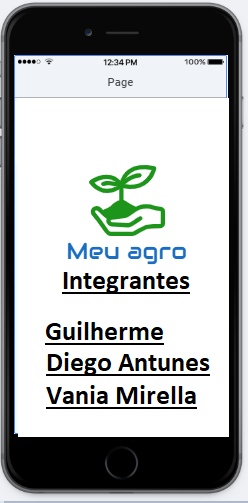 12:34 PM 100%
Page
Meu agro
Integrantes
Guilherme
Diego Antunes
Vania Mirella